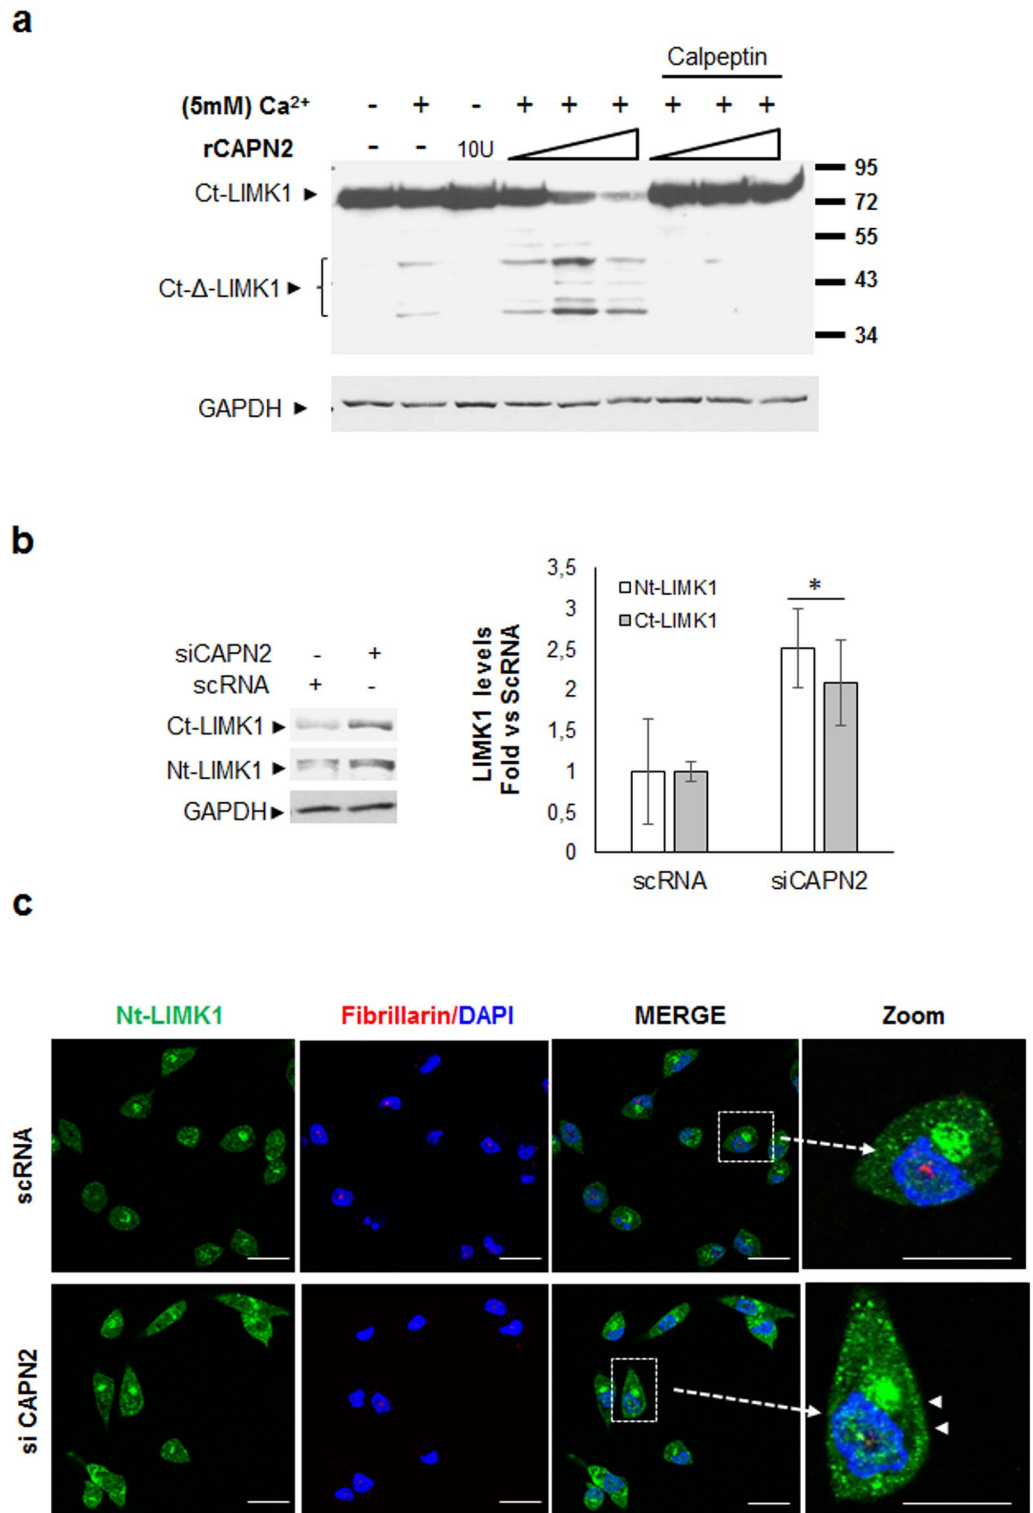 a
Calpeptin
(5mM) Ca²⁺ - + - + + + + + +
rCAPN2 - - 10U
Ct-LIMK1
95
72
55
Ct-Δ-LIMK1
43
34
GAPDH
b
siCAPN2 - +
scRNA + -
Ct-LIMK1
Nt-LIMK1
GAPDH
LIMK1 levels
Fold vs ScRNA
3,5
3
2,5
2
1,5
1
0,5
0
Nt-LIMK1
Ct-LIMK1
*
scRNA siCAPN2
c
Nt-LIMK1 Fibrillarin/DAPI MERGE Zoom
scRNA
si CAPN2